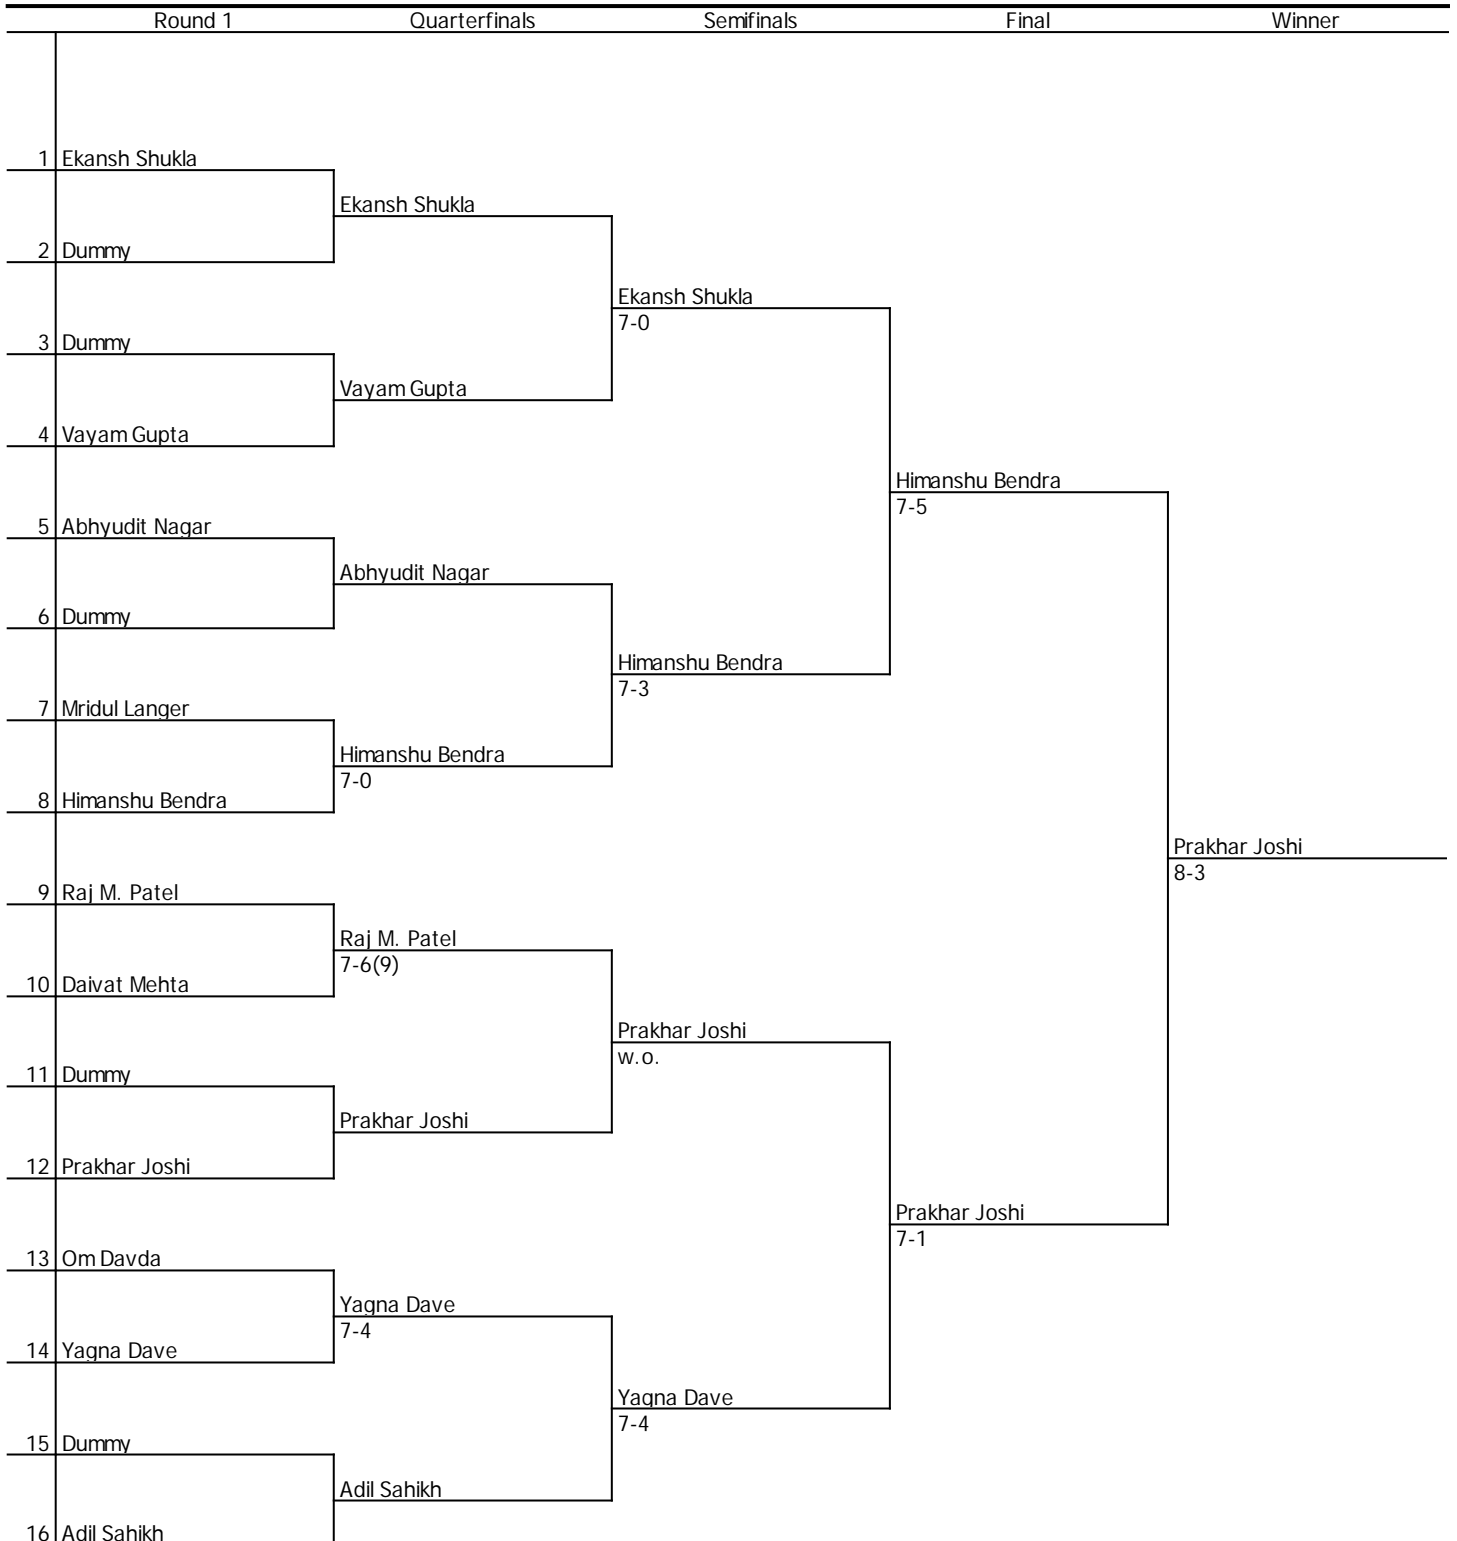 Round 1 Quarterfinals Semifinals Final Winner
1 Ekansh Shukla
Ekansh Shukla
2 Dummy
Ekansh Shukla
7-0
3 Dummy
Vayam Gupta
4 Vayam Gupta
Himanshu Bendra
7-5
5 Abhyudit Nagar
Abhyudit Nagar
6 Dummy
Himanshu Bendra
7-3
7 Mridul Langer
Himanshu Bendra
7-0
8 Himanshu Bendra
Prakhar Joshi
8-3
9 Raj M. Patel
Raj M. Patel
7-6(9)
10 Daivat Mehta
Prakhar Joshi
w.o.
11 Dummy
Prakhar Joshi
12 Prakhar Joshi
Prakhar Joshi
7-1
13 Om Davda
Yagna Dave
7-4
14 Yagna Dave
Yagna Dave
7-4
15 Dummy
Adil Sahikh
16 Adil Sahikh